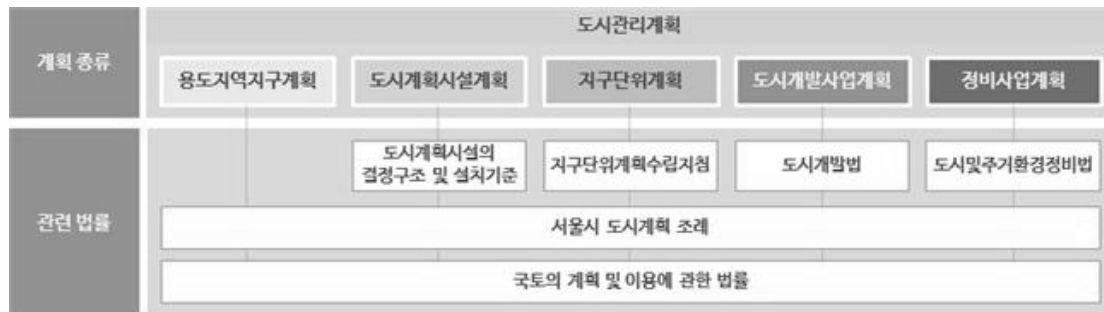 도시관리계획
계획 종류
용도지역지구계획
도시계획시설계획
지구단위계획
도시개발사업계획
정비사업계획
관련 법률
도시계획시설의
결정구조 및 설치기준
지구단위계획수립지침
도시개발법
도시및주거환경정비법
서울시 도시계획 조례
국토의 계획 및 이용에 관한 법률